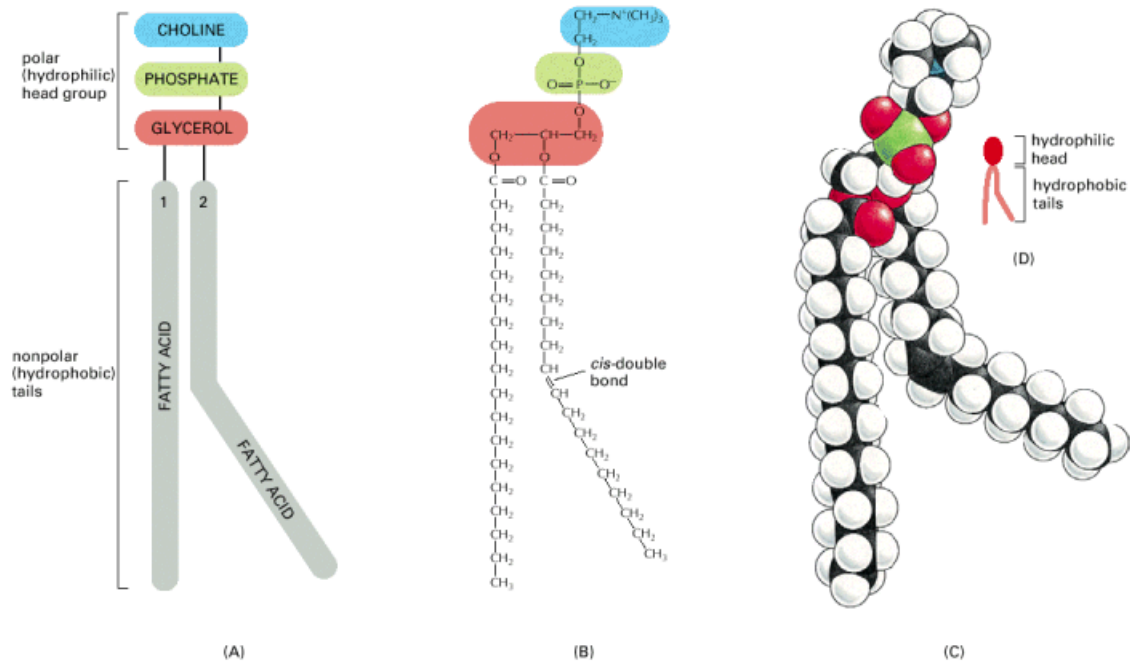 polar
(hydrophilic)
head group
CHOLINE
PHOSPHATE
GLYCEROL
nonpolar
(hydrophobic)
tails
1 2
FATTY ACID
FATTY ACID
(A)
CH₂—N⁺(CH₃)₃
CH₂
O
O=P—O⁻
O
CH₂—CH—CH₂
O O
C=O C=O
CH₂ CH₂
CH₂ CH₂
CH₂ CH₂
CH₂ CH₂
CH₂ CH₂
CH₂ CH₂
CH₂ CH₂
CH₂ CH
CH₂ CH
CH₂ CH₂
CH₂ CH₂
CH₂ CH₂
CH₂ CH₂
CH₂ CH₂
CH₂ CH₂
CH₂ CH₂
CH₃ CH₃
cis-double
bond
(B)
(C)
hydrophilic
head
hydrophobic
tails
(D)